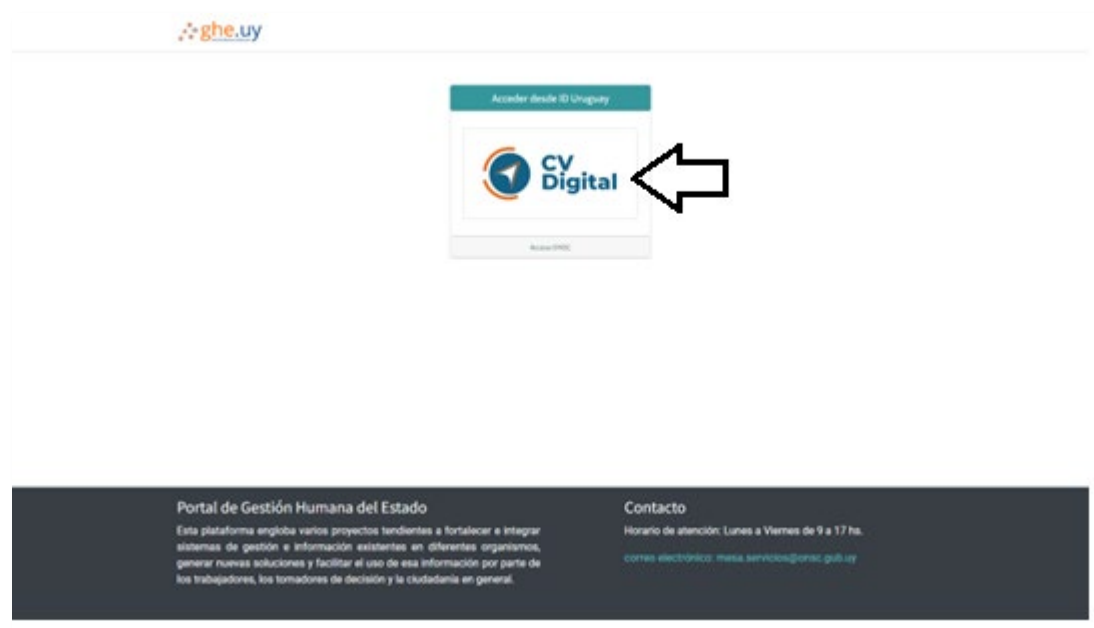 ghe.uy
Acceder desde ID Uruguay
CV
Digital
Acceso ONSC
Portal de Gestión Humana del Estado
Esta plataforma engloba varios proyectos tendientes a fortalecer e integrar
sistemas de gestión e información existentes en diferentes organismos,
generar nuevas soluciones y facilitar el uso de esa información por parte de
los trabajadores, los tomadores de decisión y la ciudadanía en general.
Contacto
Horario de atención: Lunes a Viernes de 9 a 17 hs.
correo electrónico: mesa.servicios@onsc.gub.uy